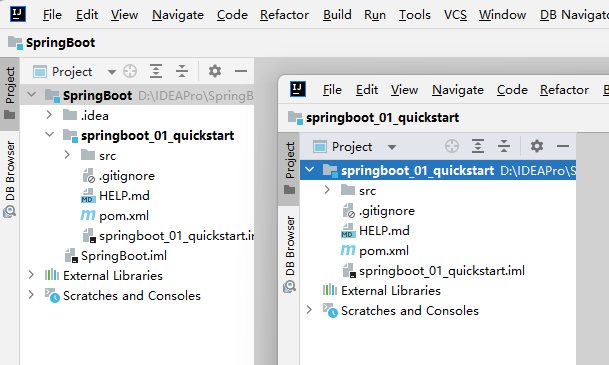 File Edit View Navigate Code Refactor Build Run Tools VCS Window DB Navigat
SpringBoot
Project
Project
DB Browser
SpringBoot D:\IDEAPro\SpringB
.idea
springboot_01_quickstart
src
.gitignore
HELP.md
pom.xml
springboot_01_quickstart.i
SpringBoot.iml
External Libraries
Scratches and Consoles
File Edit View Navigate Code Refactor B
springboot_01_quickstart
Project
Project
DB Browser
springboot_01_quickstart D:\IDEAPro\S
src
.gitignore
HELP.md
pom.xml
springboot_01_quickstart.iml
External Libraries
Scratches and Consoles